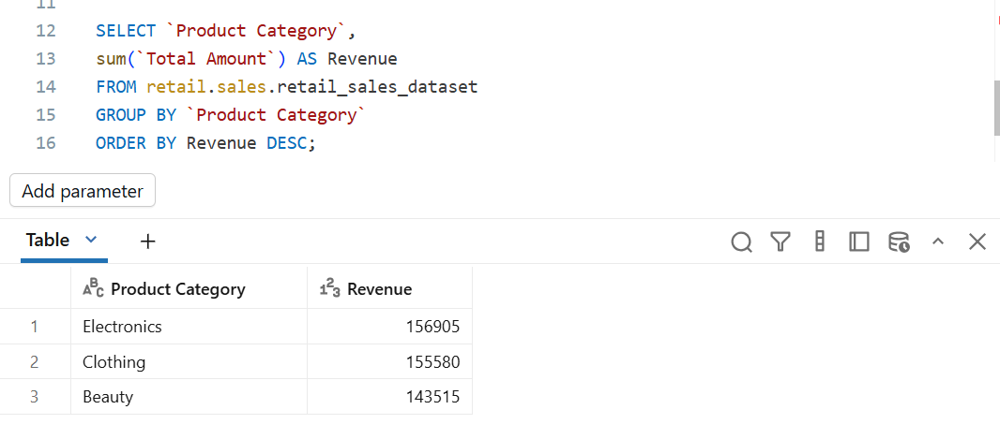 11
12 SELECT `Product Category`,
13 sum(`Total Amount`) AS Revenue
14 FROM retail.sales.retail_sales_dataset
15 GROUP BY `Product Category`
16 ORDER BY Revenue DESC;
Add parameter
Table +
ABC Product Category 123 Revenue
1 Electronics 156905
2 Clothing 155580
3 Beauty 143515